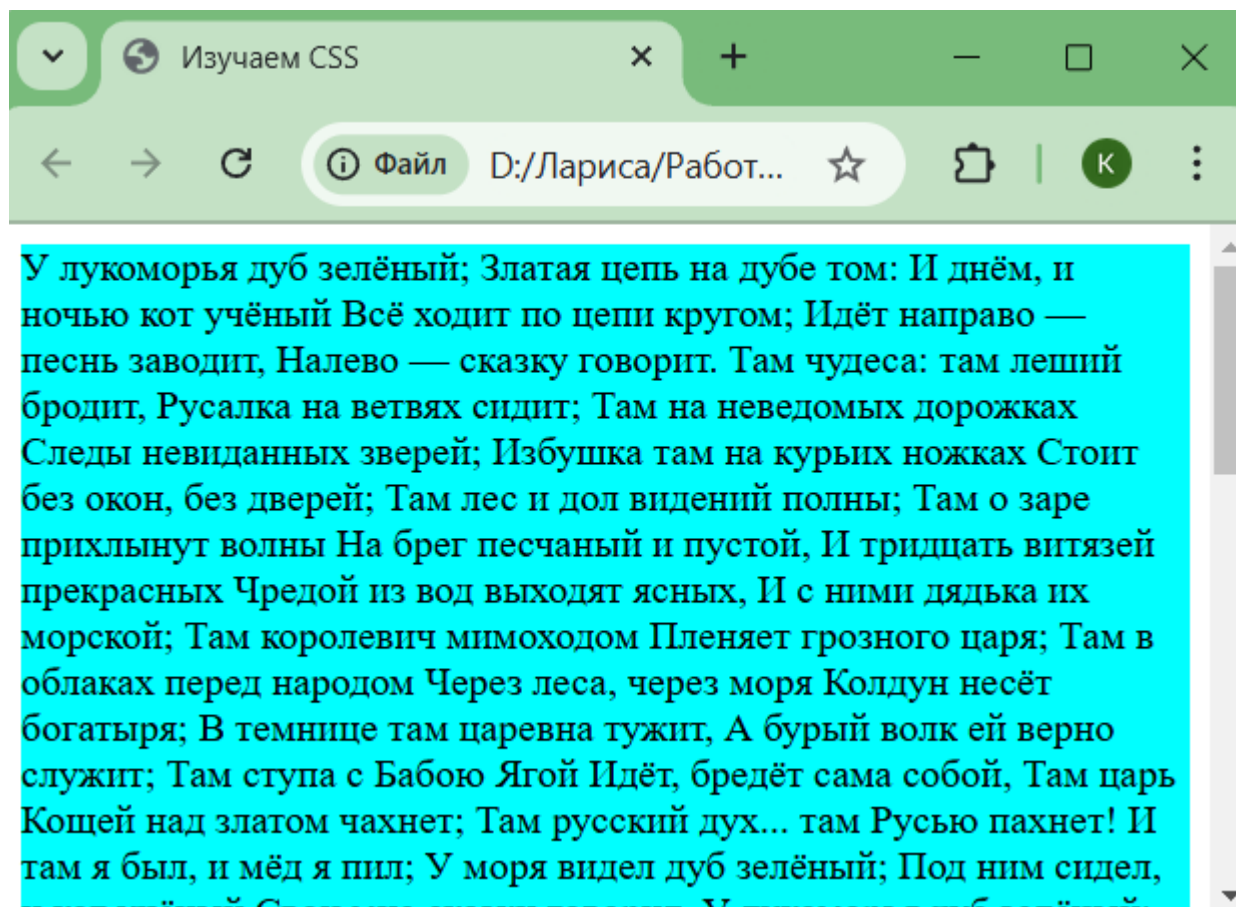 Изучаем CSS
Файл D:/Лариса/Работ...
К
У лукоморья дуб зелёный; Златая цепь на дубе том: И днём, и
ночью кот учёный Всё ходит по цепи кругом; Идёт направо —
песнь заводит, Налево — сказку говорит. Там чудеса: там леший
бродит, Русалка на ветвях сидит; Там на неведомых дорожках
Следы невиданных зверей; Избушка там на курьих ножках Стоит
без окон, без дверей; Там лес и дол видений полны; Там о заре
прихлынут волны На брег песчаный и пустой, И тридцать витязей
прекрасных Чредой из вод выходят ясных, И с ними дядька их
морской; Там королевич мимоходом Пленяет грозного царя; Там в
облаках перед народом Через леса, через моря Колдун несёт
богатыря; В темнице там царевна тужит, А бурый волк ей верно
служит; Там ступа с Бабою Ягой Идёт, бредёт сама собой, Там царь
Кощей над златом чахнет; Там русский дух... там Русью пахнет! И
там я был, и мёд я пил; У моря видел дуб зелёный; Под ним сидел,